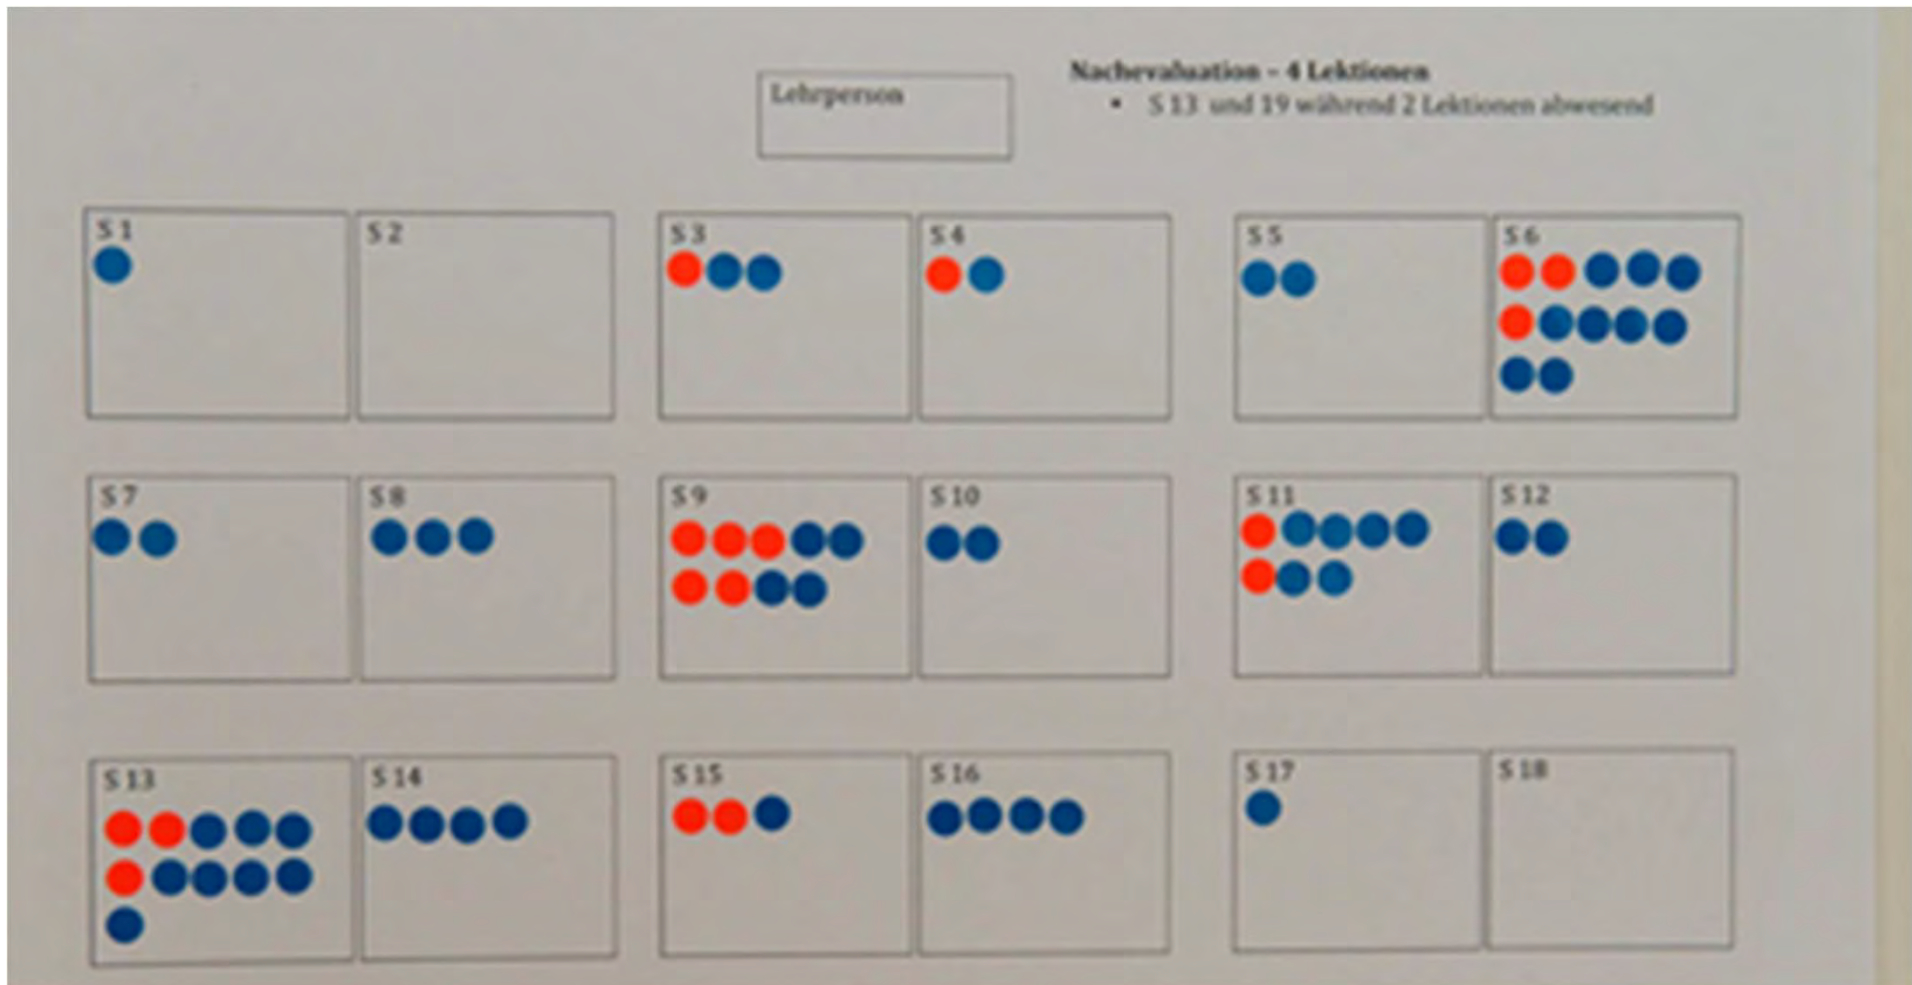 Nachevaluation – 4 Lektionen
Lehrperson
• S 13 und 19 während 2 Lektionen abwesend
S 1
S 2
S 3
S 4
S 5
S 6
S 7
S 8
S 9
S 10
S 11
S 12
S 13
S 14
S 15
S 16
S 17
S 18